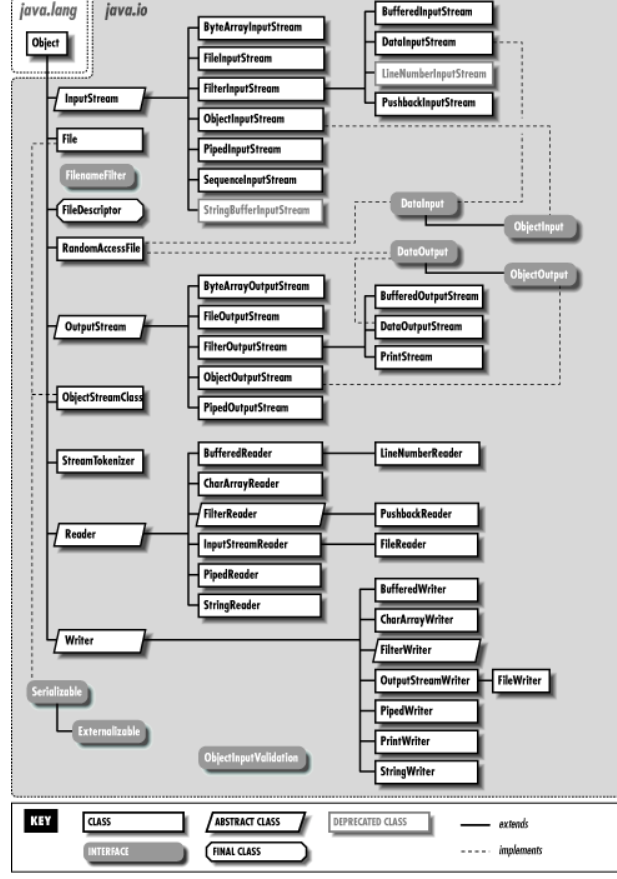 java.lang
java.io
Object
InputStream
ByteArrayInputStream
FileInputStream
FilterInputStream
ObjectInputStream
PipedInputStream
SequenceInputStream
StringBufferInputStream
BufferedInputStream
DataInputStream
LineNumberInputStream
PushbackInputStream
File
FilenameFilter
FileDescriptor
RandomAccessFile
DataInput
ObjectInput
DataOutput
ObjectOutput
OutputStream
ByteArrayOutputStream
FileOutputStream
FilterOutputStream
ObjectOutputStream
PipedOutputStream
BufferedOutputStream
DataOutputStream
PrintStream
ObjectStreamClass
StreamTokenizer
Reader
BufferedReader
CharArrayReader
FilterReader
InputStreamReader
PipedReader
StringReader
LineNumberReader
PushbackReader
FileReader
Writer
BufferedWriter
CharArrayWriter
FilterWriter
OutputStreamWriter
FileWriter
PipedWriter
PrintWriter
StringWriter
Serializable
Externalizable
ObjectInputValidation
KEY
CLASS
ABSTRACT CLASS
DEPRECATED CLASS
extends
INTERFACE
FINAL CLASS
implements